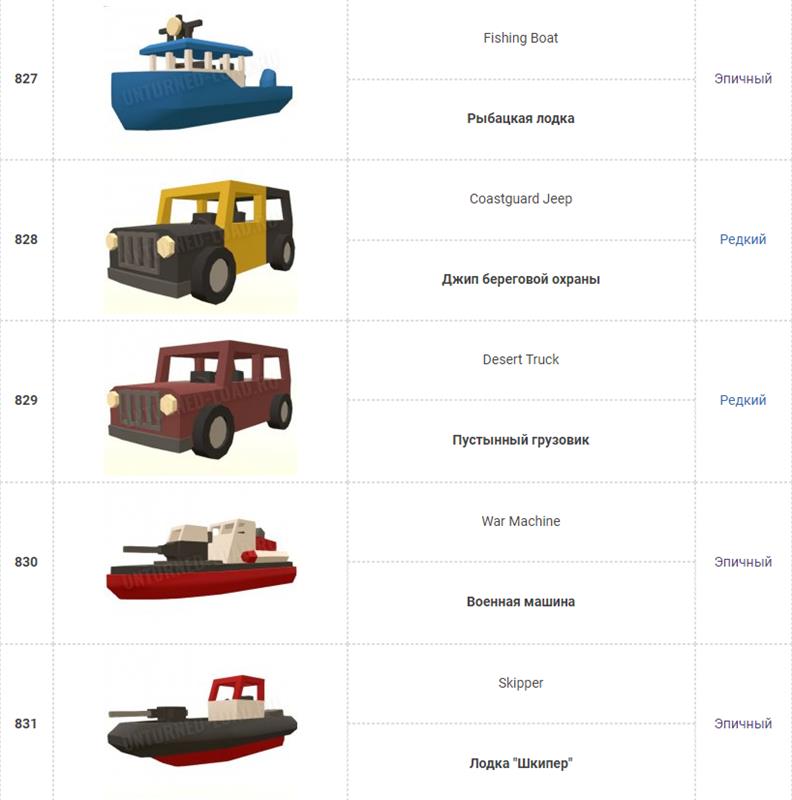 827
Fishing Boat
Рыбацкая лодка
Эпичный
UNTURNED-LOAD.RU
828
Coastguard Jeep
Джип береговой охраны
Редкий
UNTURNED-LOAD.RU
829
Desert Truck
Пустынный грузовик
Редкий
UNTURNED-LOAD.RU
830
War Machine
Военная машина
Эпичный
UNTURNED-LOAD.RU
831
Skipper
Лодка "Шкипер"
Эпичный
UNTURNED-LOAD.RU